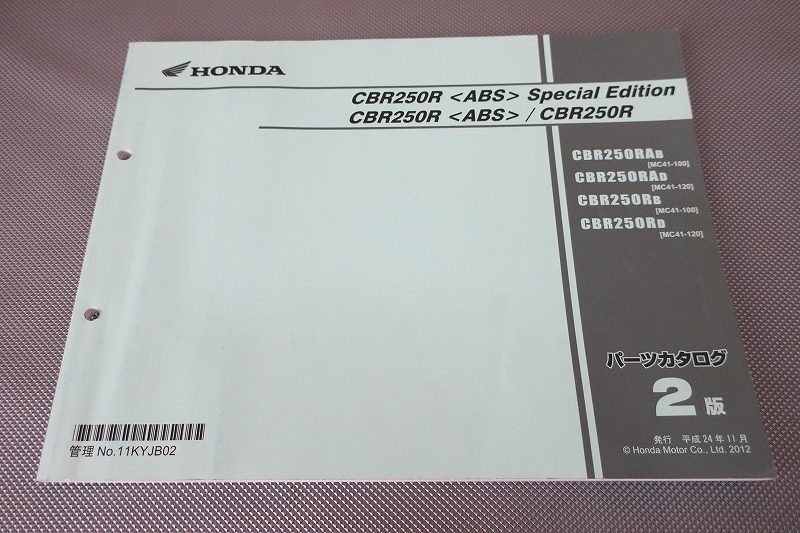 HONDA
CBR250R <ABS> Special Edition
CBR250R <ABS> / CBR250R
CBR250RAB
[MC41-100]
CBR250RAD
[MC41-120]
CBR250RB
[MC41-100]
CBR250RD
[MC41-120]
パーツカタログ
2版
発行 平成24年11月
© Honda Motor Co., Ltd. 2012
管理 No.11KYJB02